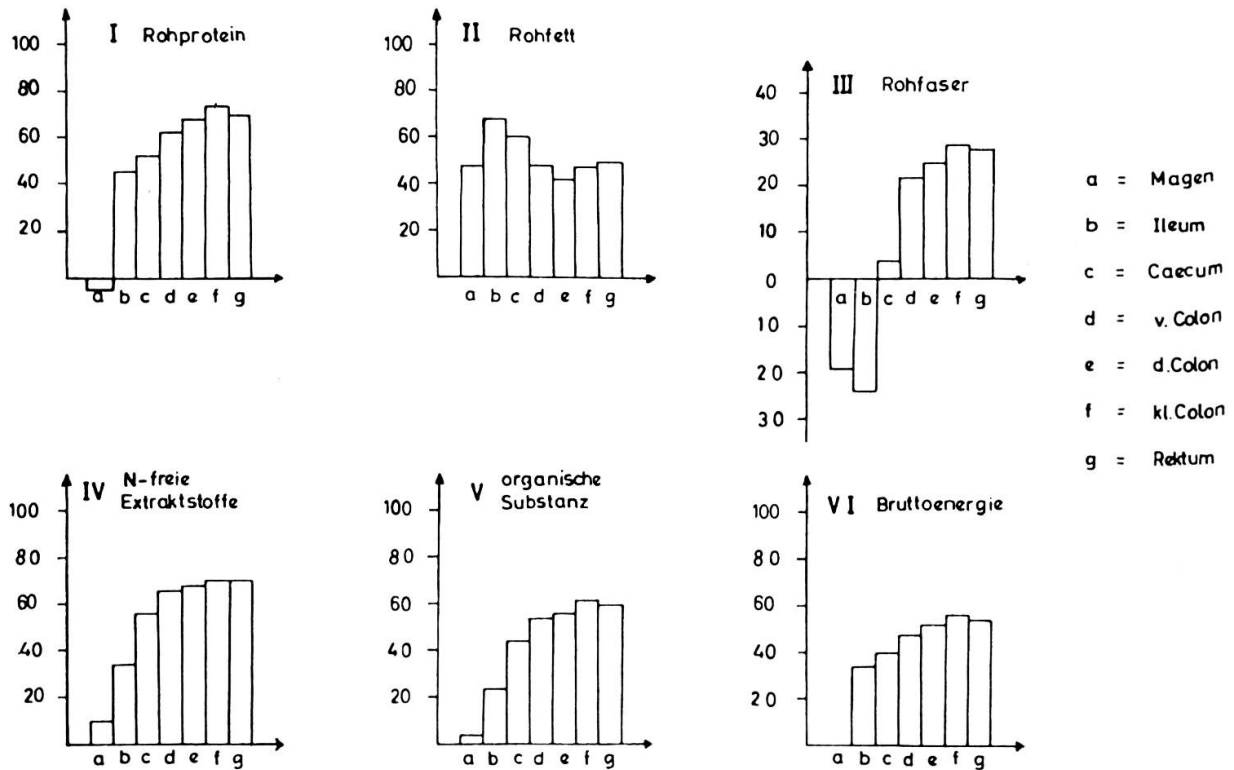 I Rohprotein
100
80
60
40
20
a b c d e f g
II Rohfett
100
80
60
40
20
a b c d e f g
III Rohfaser
40
30
20
10
0
10
20
30
a b c d e f g
a = Magen
b = Ileum
c = Caecum
d = v. Colon
e = d. Colon
f = kl. Colon
g = Rektum
IV N-freie
Extraktstoffe
100
80
60
40
20
a b c d e f g
V organische
Substanz
100
80
60
40
20
a b c d e f g
VI Bruttoenergie
100
80
60
40
20
a b c d e f g